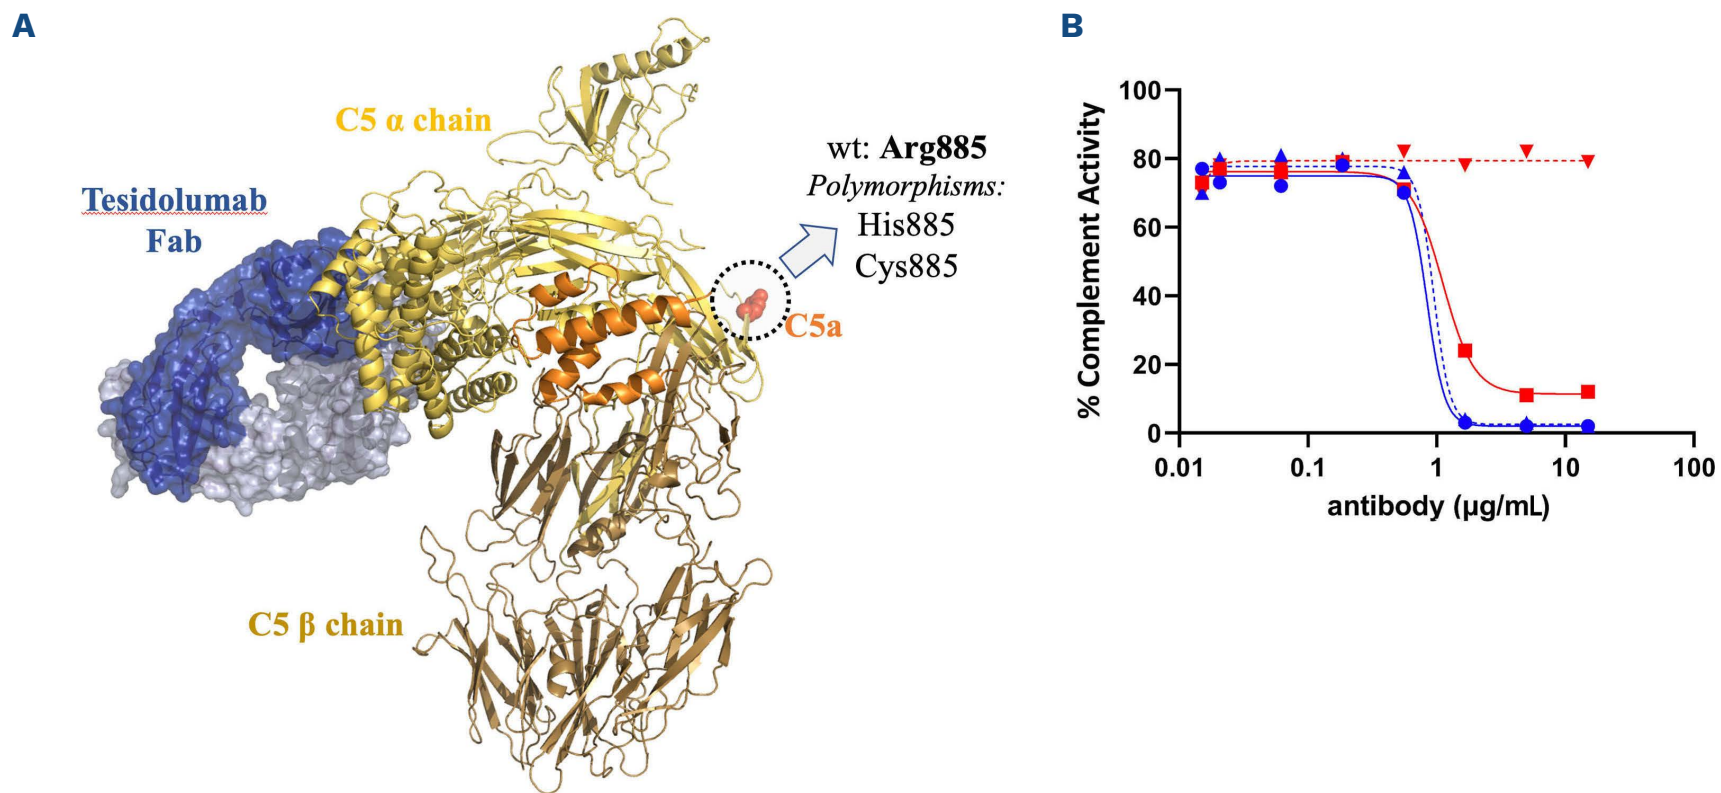 A
C5 α chain
wt: Arg885
Polymorphisms:
His885
Cys885
Tesidolumab
Fab
C5a
C5 β chain
B
% Complement Activity
100
80
60
40
20
0
0.01
0.1
1
10
100
antibody (µg/mL)